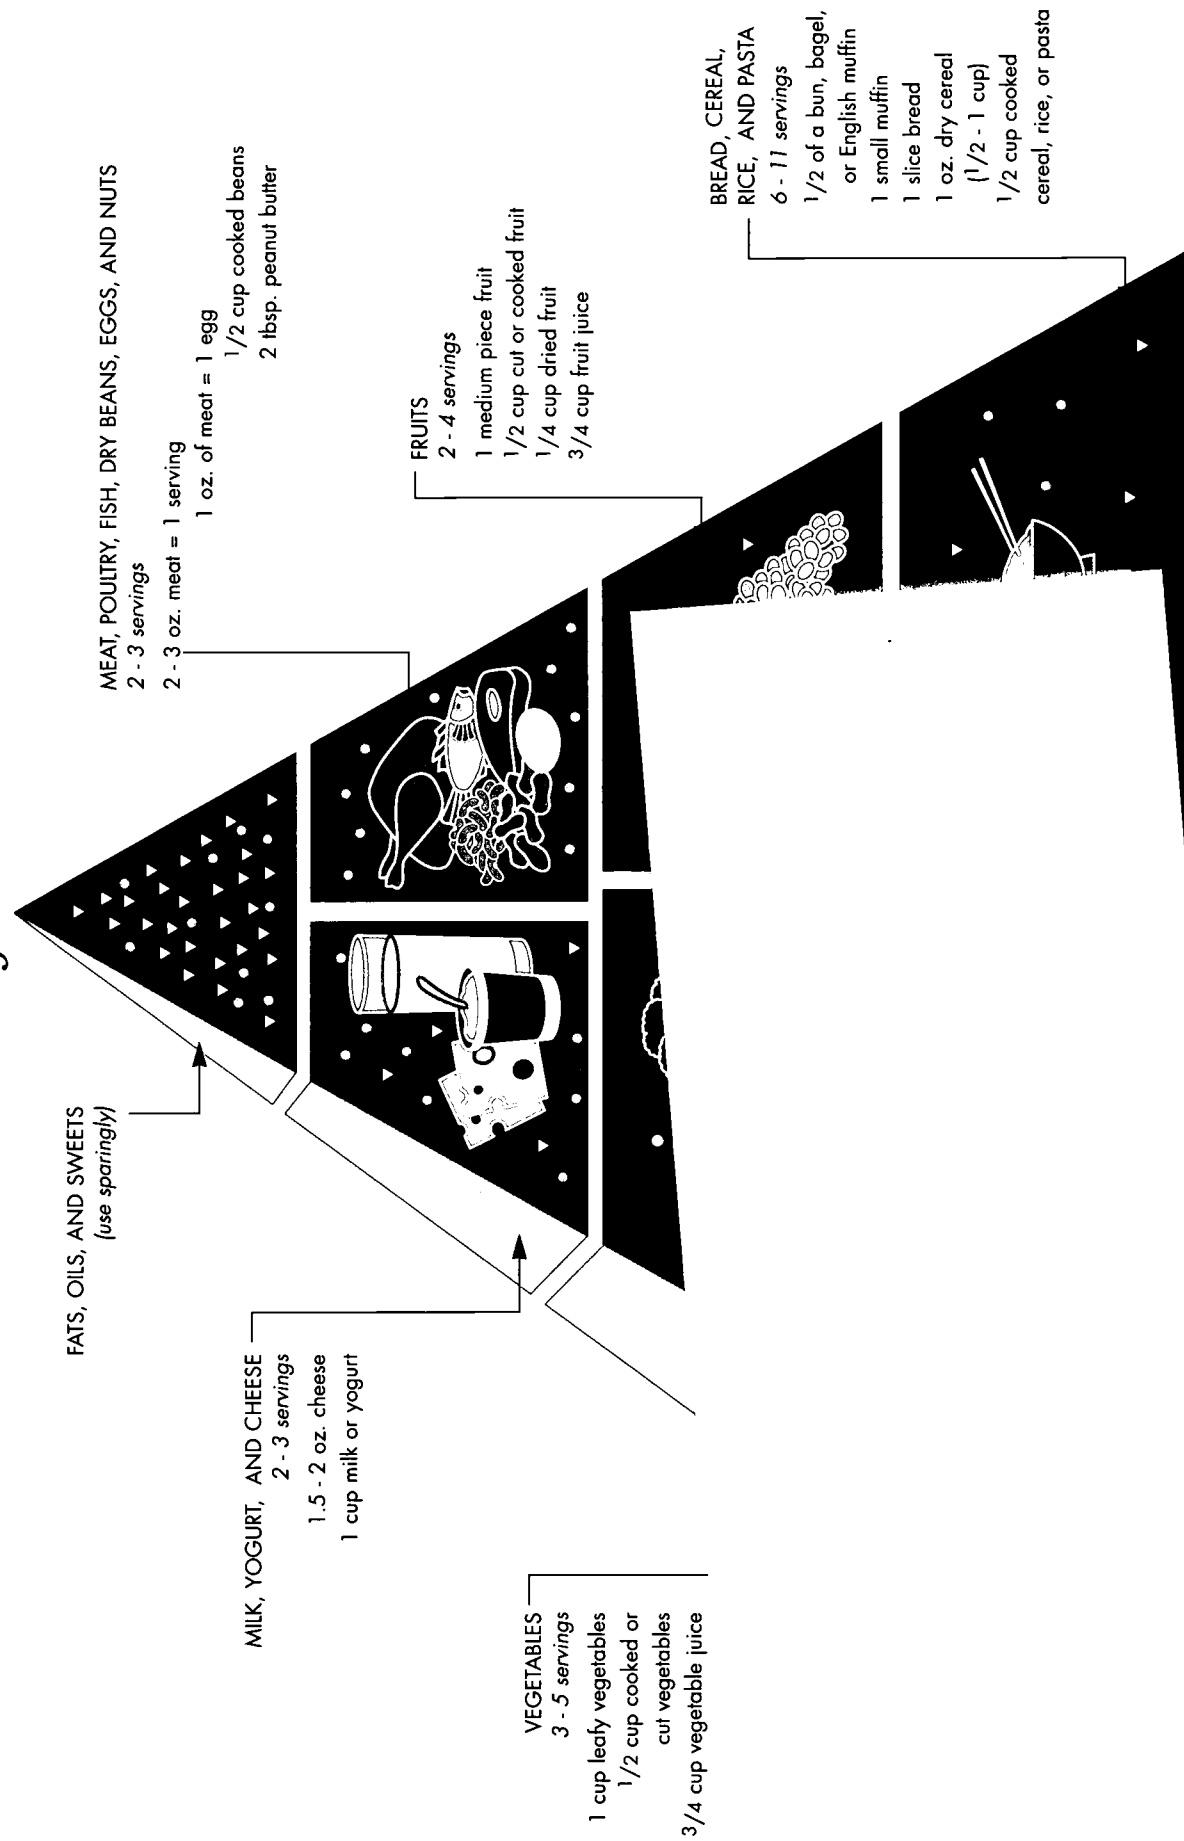 FATS, OILS, AND SWEETS
(use sparingly)
MEAT, POULTRY, FISH, DRY BEANS, EGGS, AND NUTS
2 - 3 servings
2 - 3 oz. meat = 1 serving
1 oz. of meat = 1 egg
1/2 cup cooked beans
2 tbsp. peanut butter
MILK, YOGURT, AND CHEESE
2 - 3 servings
1.5 - 2 oz. cheese
1 cup milk or yogurt
FRUITS
2 - 4 servings
1 medium piece fruit
1/2 cup cut or cooked fruit
1/4 cup dried fruit
3/4 cup fruit juice
VEGETABLES
3 - 5 servings
1 cup leafy vegetables
1/2 cup cooked or
cut vegetables
3/4 cup vegetable juice
BREAD, CEREAL,
RICE, AND PASTA
6 - 11 servings
1/2 of a bun, bagel,
or English muffin
1 small muffin
1 slice bread
1 oz. dry cereal
(1/2 - 1 cup)
1/2 cup cooked
cereal, rice, or pasta